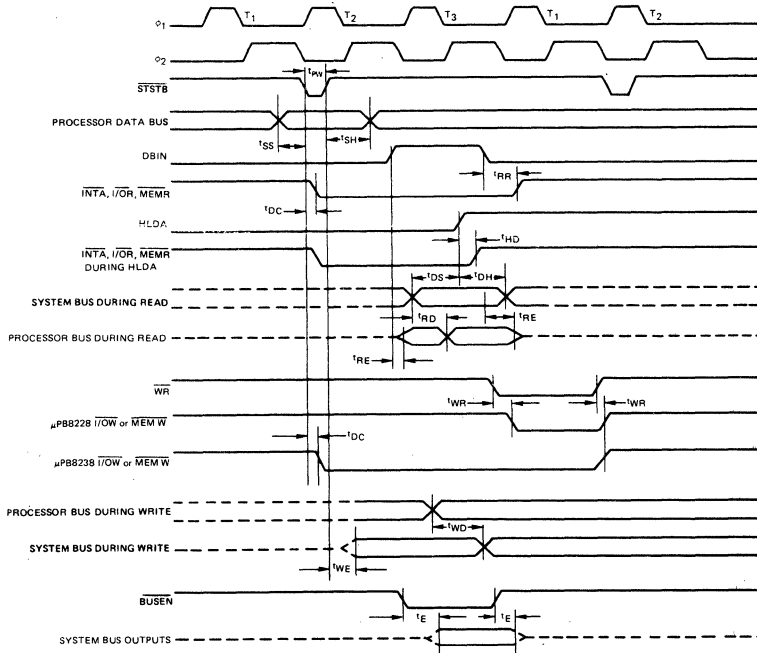 φ1 T1 T2 T3 T1 T2
φ2
tPW
STSTB
PROCESSOR DATA BUS
tSS tSH
DBIN
tRR
INTA, I/OR, MEMR
tDC
HLDA
tHD
INTA, I/OR, MEMR
DURING HLDA
tDS tDH
SYSTEM BUS DURING READ
tRD tRE
PROCESSOR BUS DURING READ
tRE
WR
tWR tWR
μPB8228 I/OW or MEM W
tDC
μPB8238 I/OW or MEM W
PROCESSOR BUS DURING WRITE
tWD
SYSTEM BUS DURING WRITE
tWE
BUSEN
tE tE
SYSTEM BUS OUTPUTS